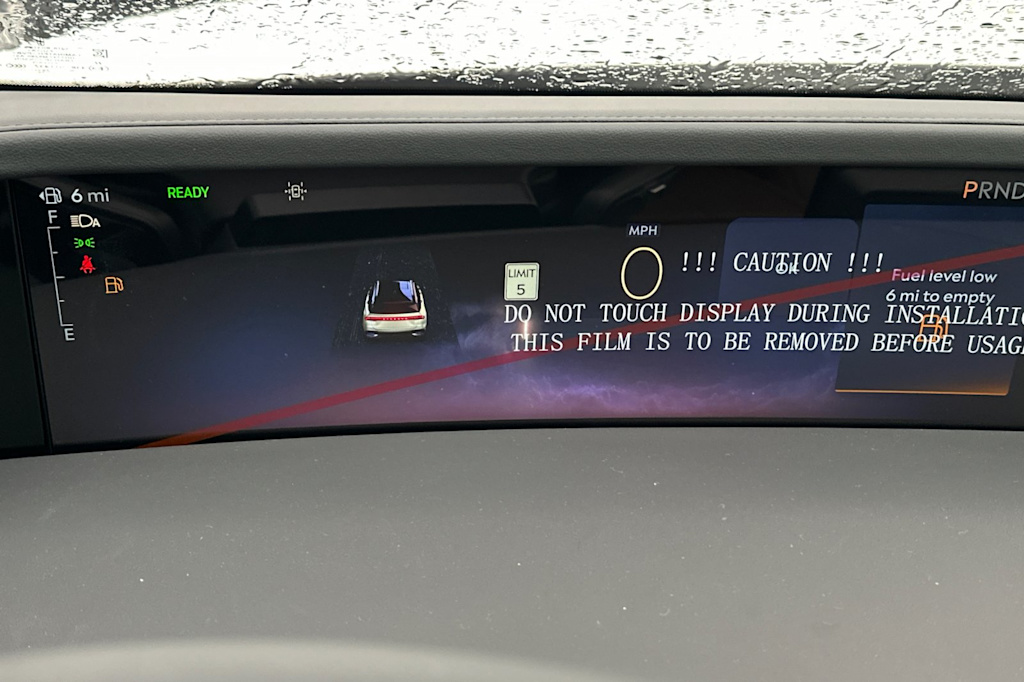 6 mi
READY
PRND
F
A
E
MPH
0
LIMIT
5
!!! CAUTION !!!
OK
Fuel level low
6 mi to empty
DO NOT TOUCH DISPLAY DURING INSTALLATIO
THIS FILM IS TO BE REMOVED BEFORE USAG